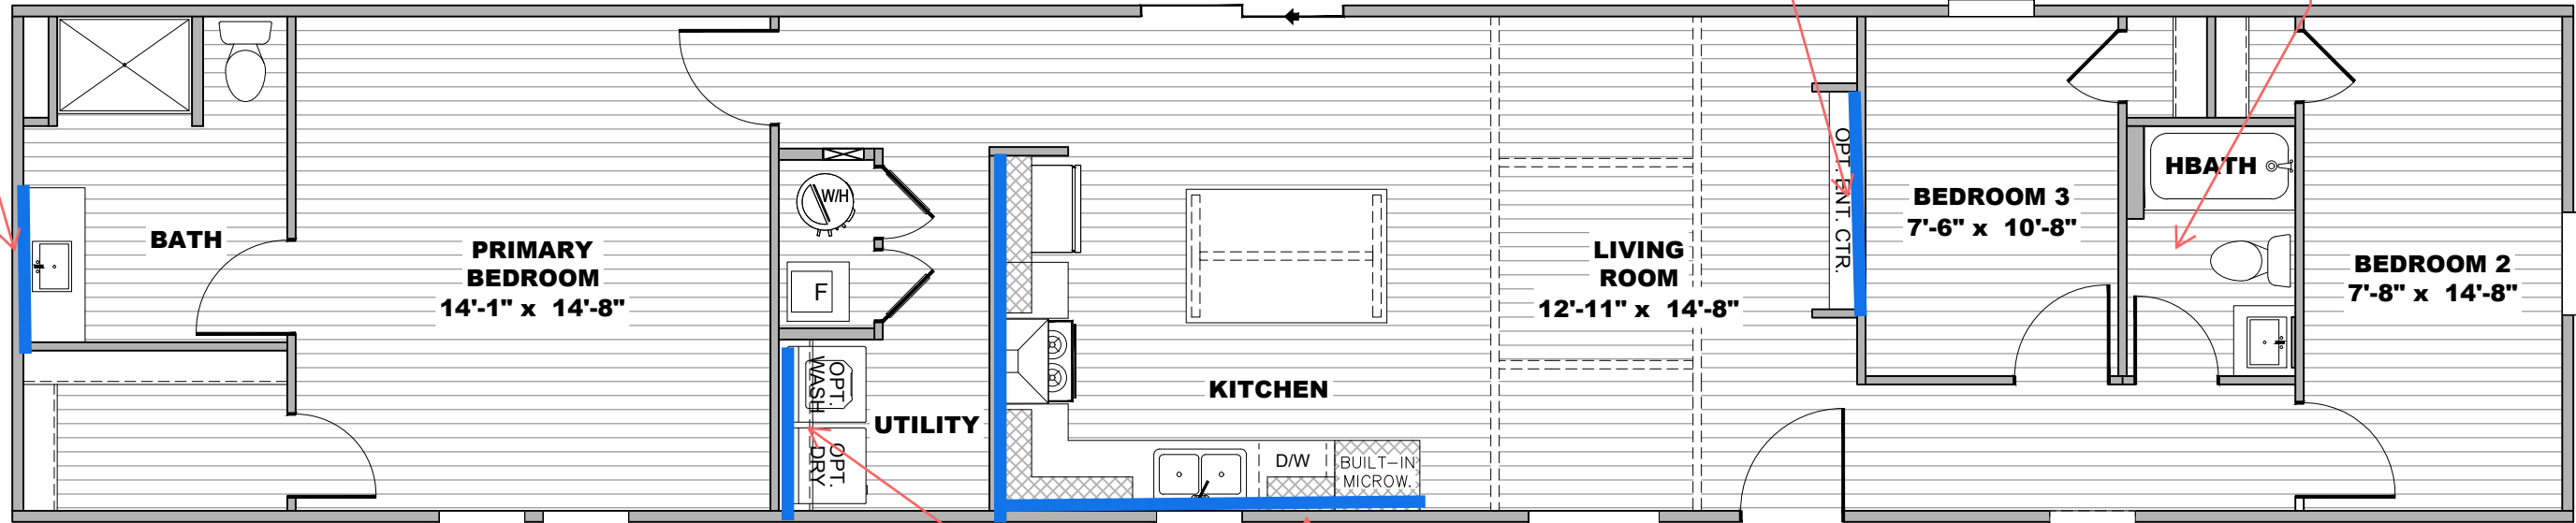 BATH
PRIMARY
BEDROOM
14'-1" x 14'-8"
W/H
F
OPT.
WASH
OPT.
DRY
UTILITY
KITCHEN
D/W
BUILT-IN
MICROW.
LIVING
ROOM
12'-11" x 14'-8"
OPT. ENT. CTR.
BEDROOM 3
7'-6" x 10'-8"
HBATH
BEDROOM 2
7'-8" x 14'-8"